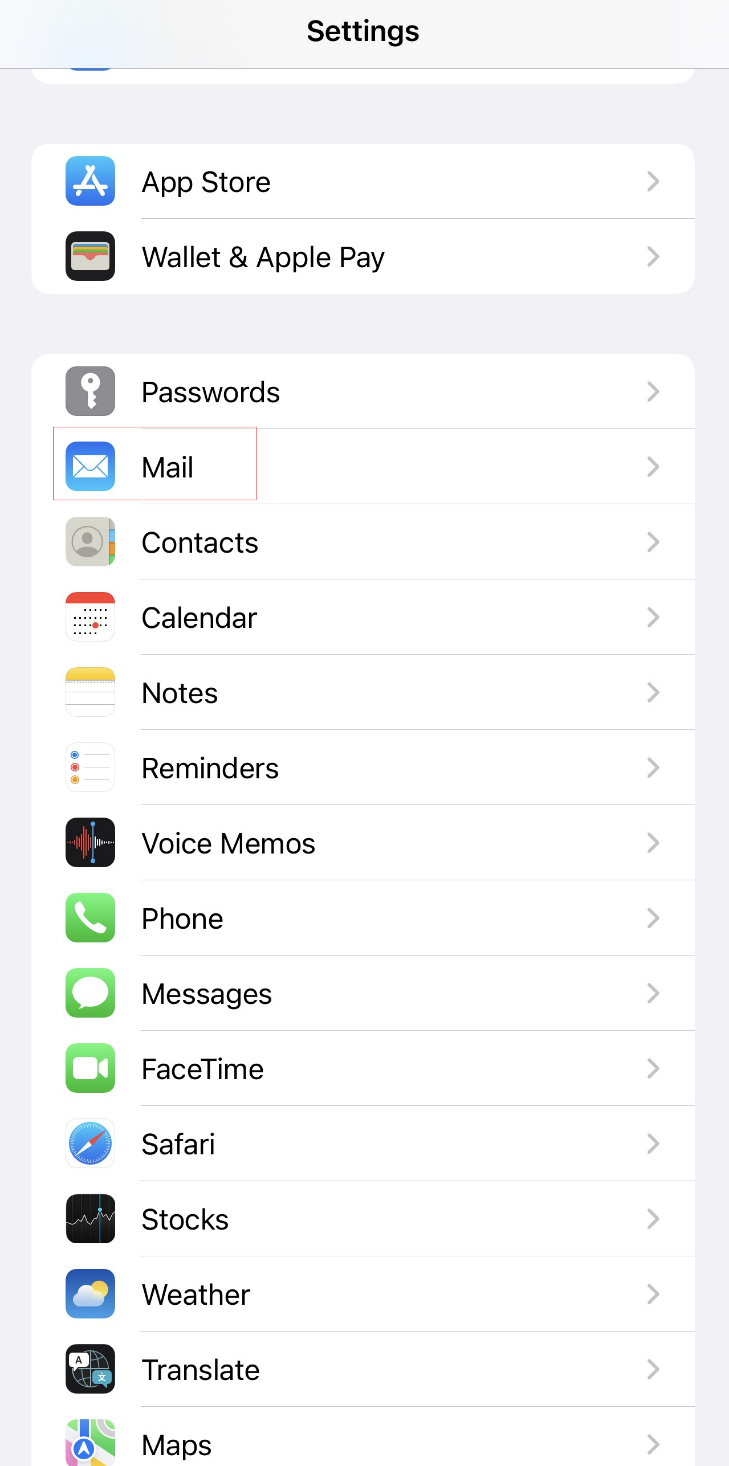 Settings
App Store
Wallet & Apple Pay
Passwords
Mail
Contacts
Calendar
Notes
Reminders
Voice Memos
Phone
Messages
FaceTime
Safari
Stocks
Weather
A
文
Translate
Maps